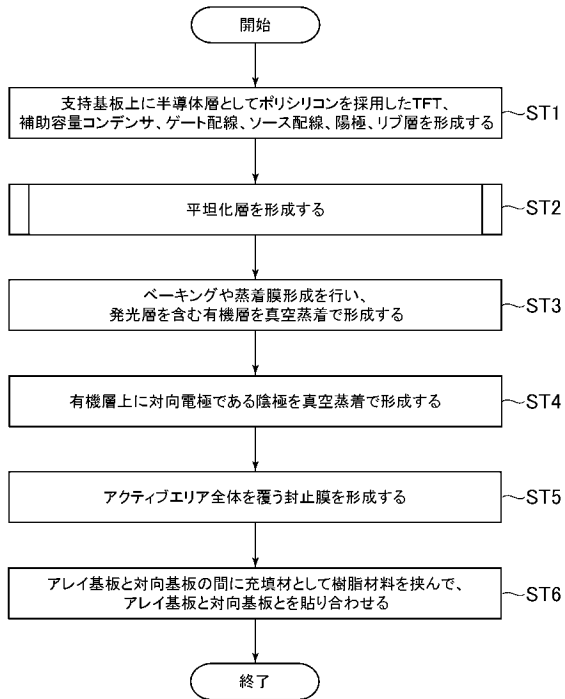 開始
支持基板上に半導体層としてポリシリコンを採用したTFT、
補助容量コンデンサ、ゲート配線、ソース配線、陽極、リブ層を形成する
ST1
平坦化層を形成する
ST2
ベーキングや蒸着膜形成を行い、
発光層を含む有機層を真空蒸着で形成する
ST3
有機層上に対向電極である陰極を真空蒸着で形成する
ST4
アクティブエリア全体を覆う封止膜を形成する
ST5
アレイ基板と対向基板の間に充填材として樹脂材料を挟んで、
アレイ基板と対向基板とを貼り合わせる
ST6
終了